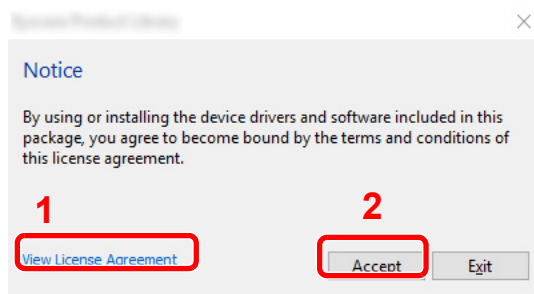 Notice
By using or installing the device drivers and software included in this
package, you agree to become bound by the terms and conditions of
this license agreement.
1
2
View License Agreement
Accept
Exit